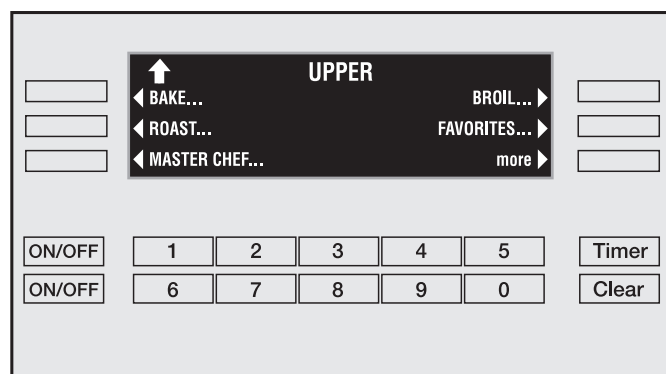 UPPER
BAKE... BROIL...
ROAST... FAVORITES...
MASTER CHEF... more
ON/OFF 1 2 3 4 5 Timer
ON/OFF 6 7 8 9 0 Clear